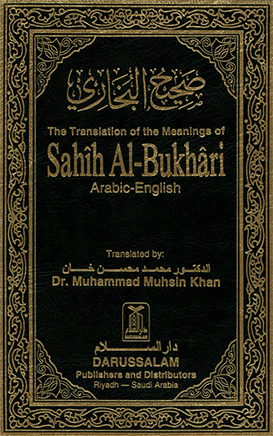 صحيح البخاري
The Translation of the Meanings of
Sahîh Al-Bukhâri
Arabic-English
Translated by:
الدكتور محمد محسن خان
Dr. Muhammad Muhsin Khan
دار السلام
DARUSSALAM
Publishers and Distributors
Riyadh — Saudi Arabia